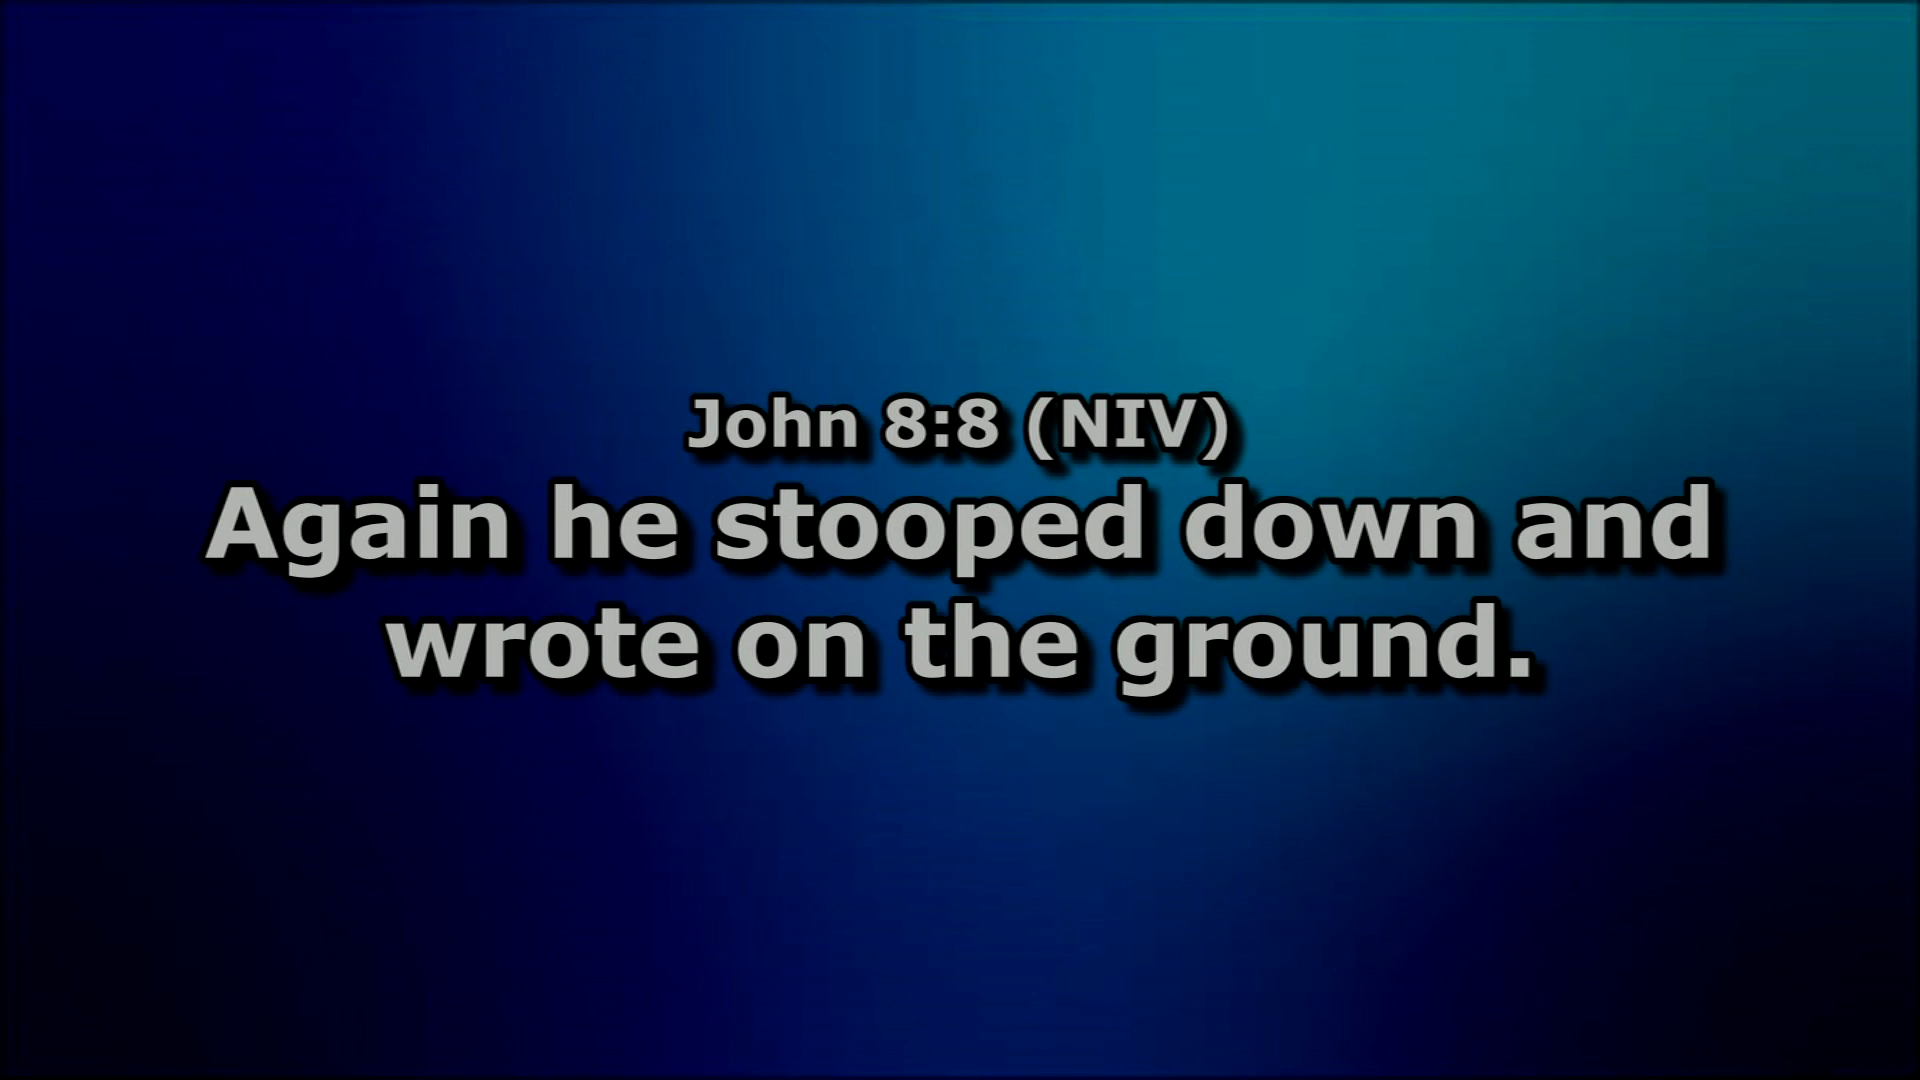 John 8:8 (NIV)
Again he stooped down and
wrote on the ground.